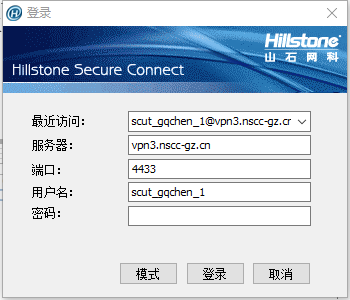 登录
Hillstone
山石网科
Hillstone Secure Connect
最近访问: scut_gqchen_1@vpn3.nscc-gz.cn
服务器: vpn3.nscc-gz.cn
端口: 4433
用户名: scut_gqchen_1
密码:
模式 登录 取消